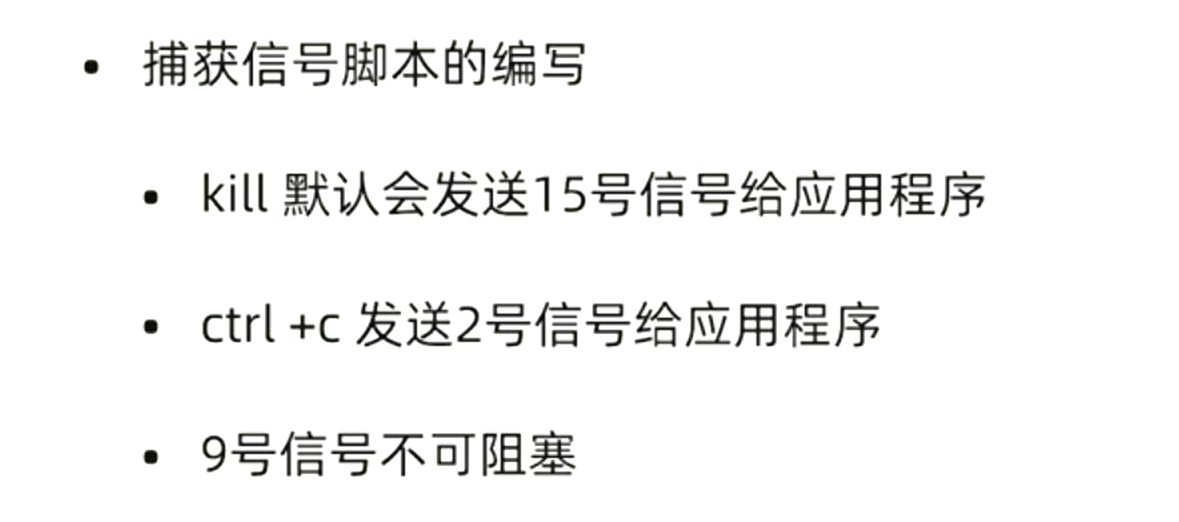 • 捕获信号脚本的编写
• kill 默认会发送15号信号给应用程序
• ctrl +c 发送2号信号给应用程序
• 9号信号不可阻塞